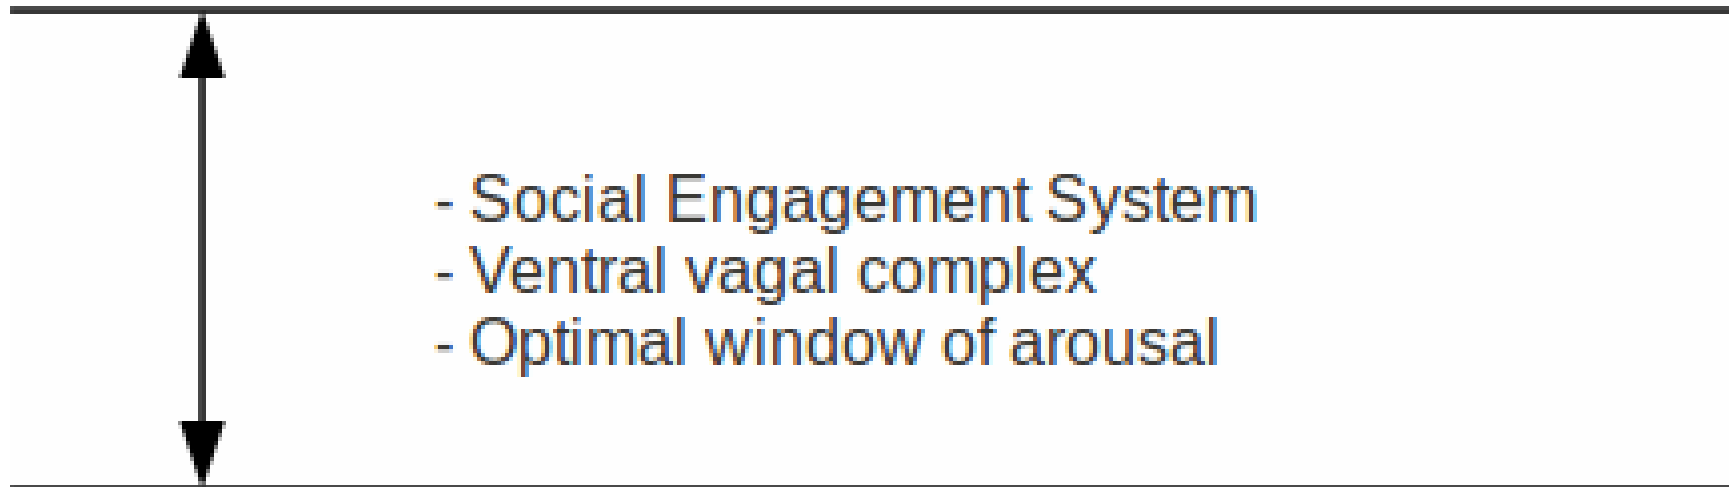 - Social Engagement System
- Ventral vagal complex
- Optimal window of arousal